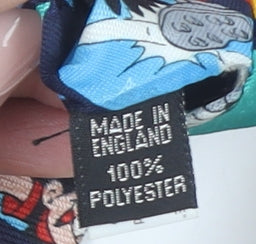 MADE IN
ENGLAND
100%
POLYESTER